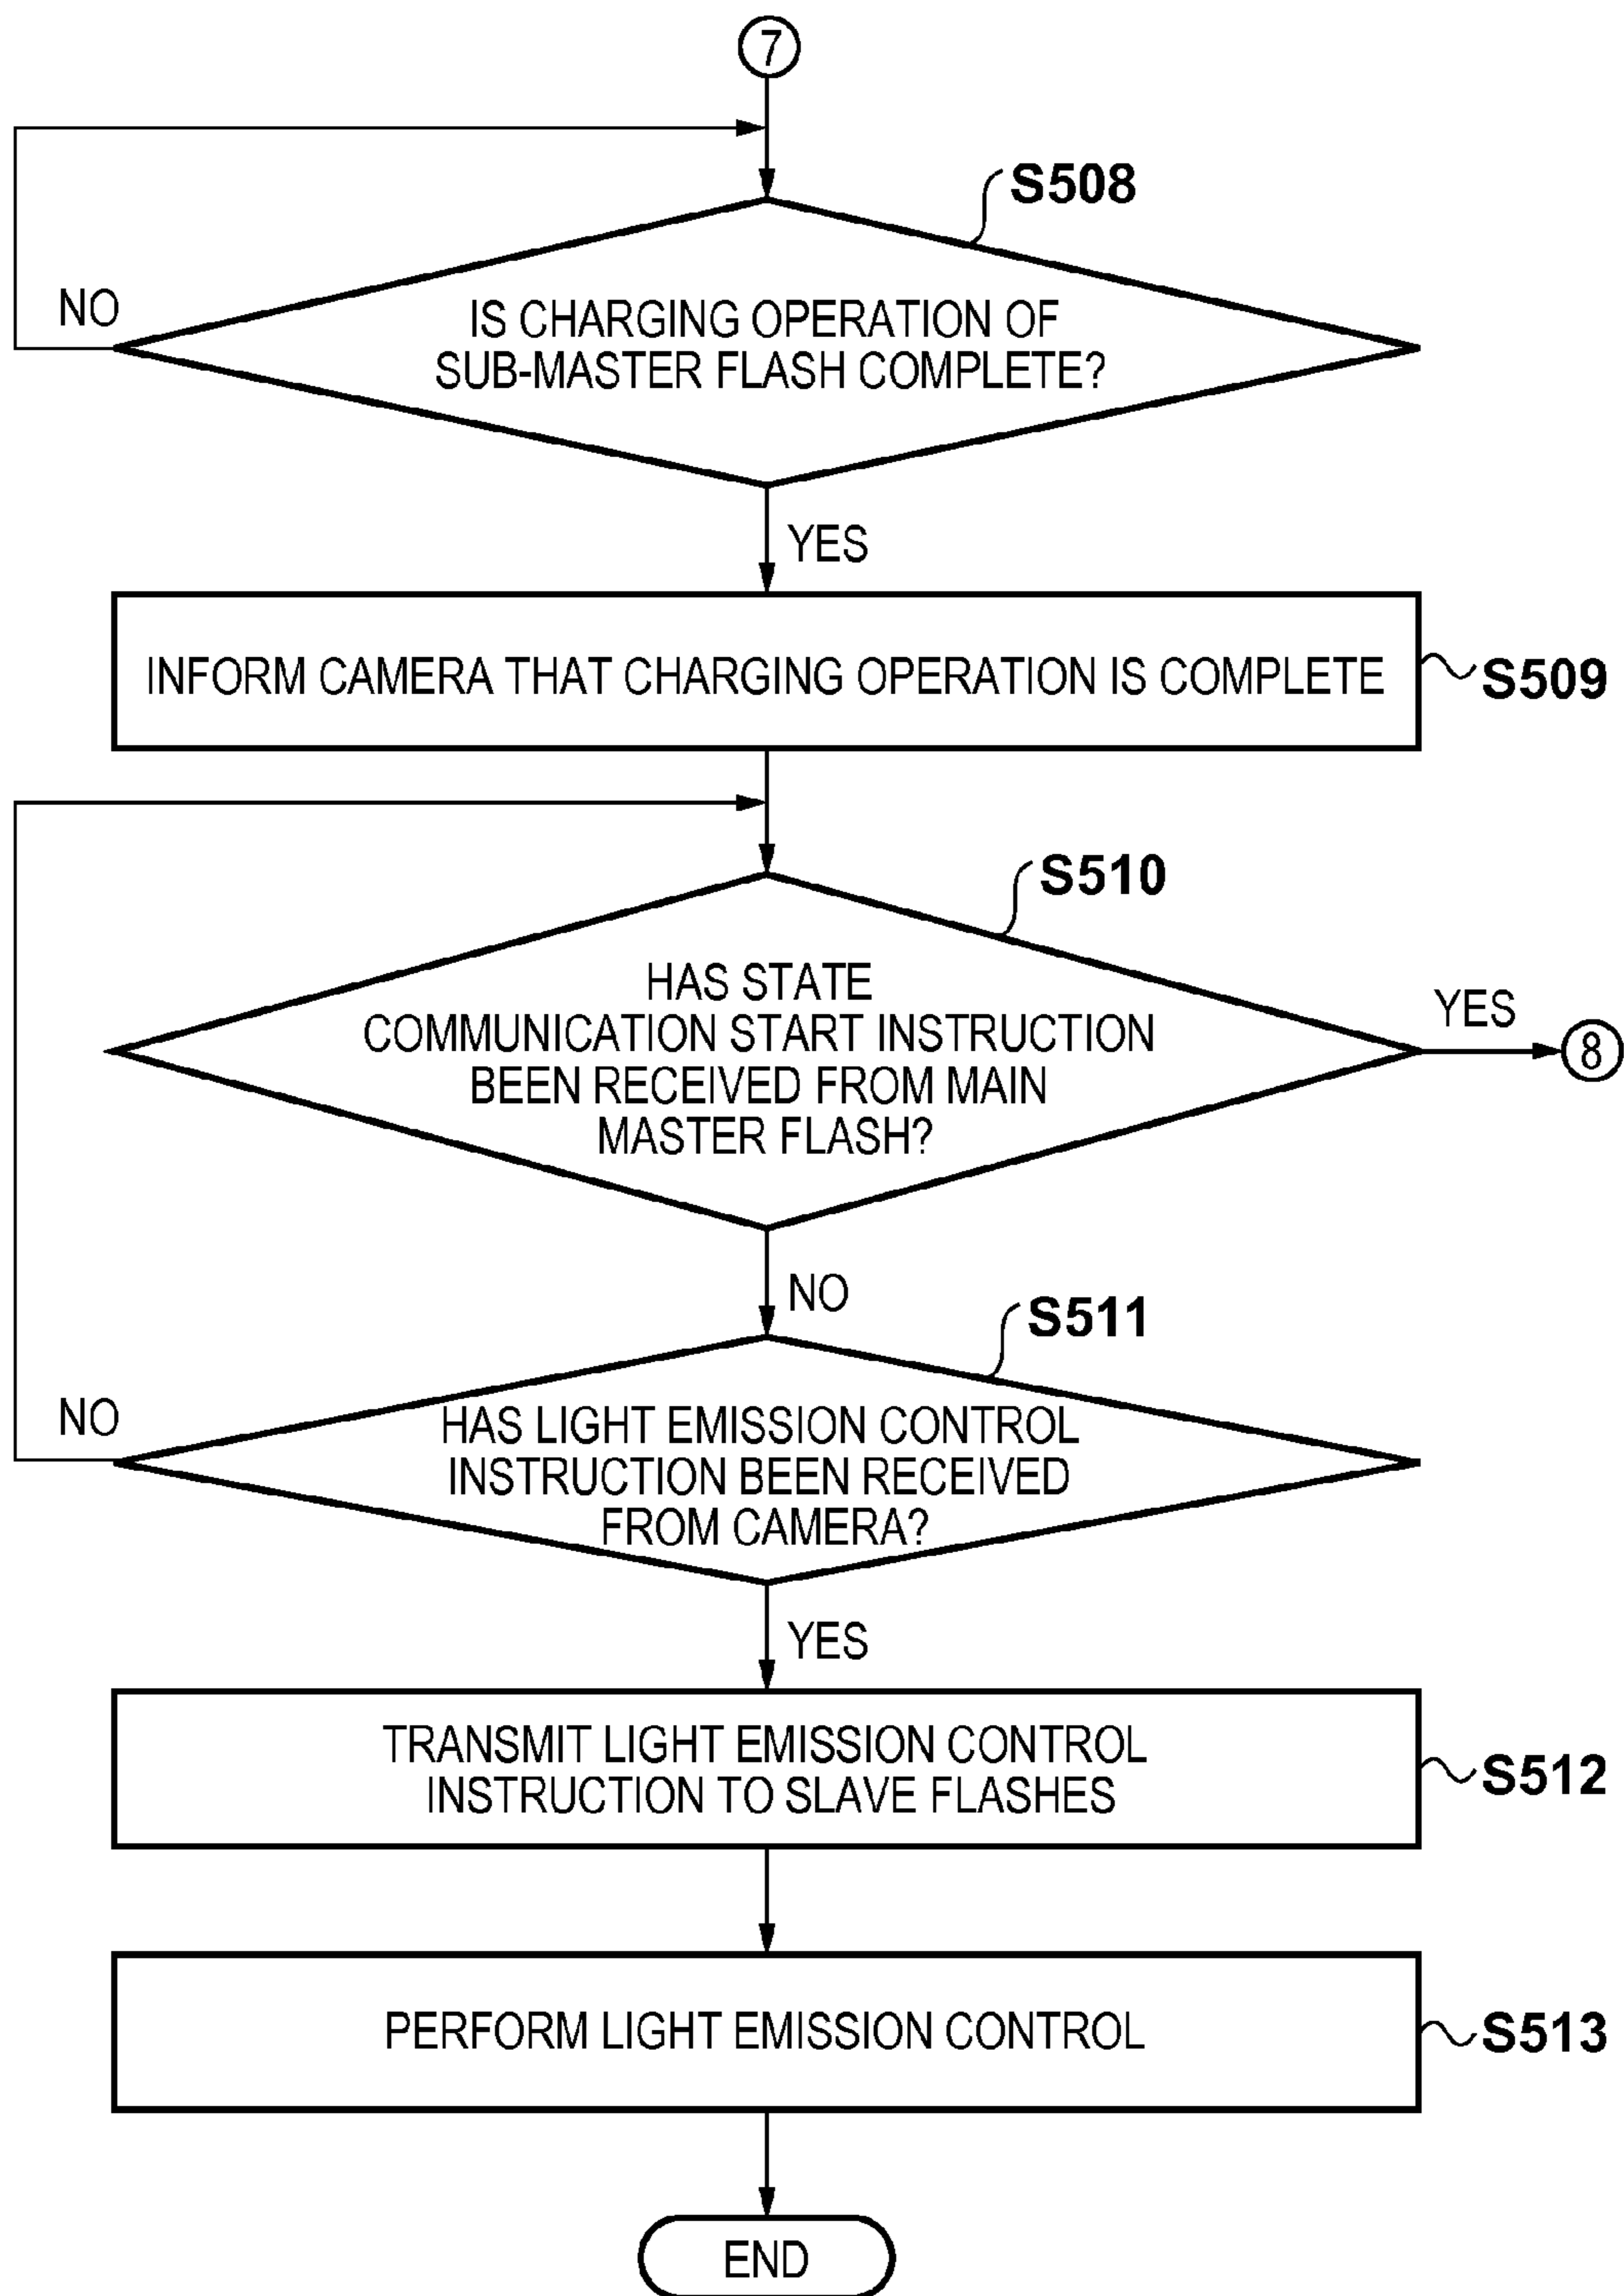 7
S508
NO
IS CHARGING OPERATION OF
SUB-MASTER FLASH COMPLETE?
YES
INFORM CAMERA THAT CHARGING OPERATION IS COMPLETE
S509
S510
HAS STATE
COMMUNICATION START INSTRUCTION
BEEN RECEIVED FROM MAIN
MASTER FLASH?
YES
8
NO
S511
NO
HAS LIGHT EMISSION CONTROL
INSTRUCTION BEEN RECEIVED
FROM CAMERA?
YES
TRANSMIT LIGHT EMISSION CONTROL
INSTRUCTION TO SLAVE FLASHES
S512
PERFORM LIGHT EMISSION CONTROL
S513
END